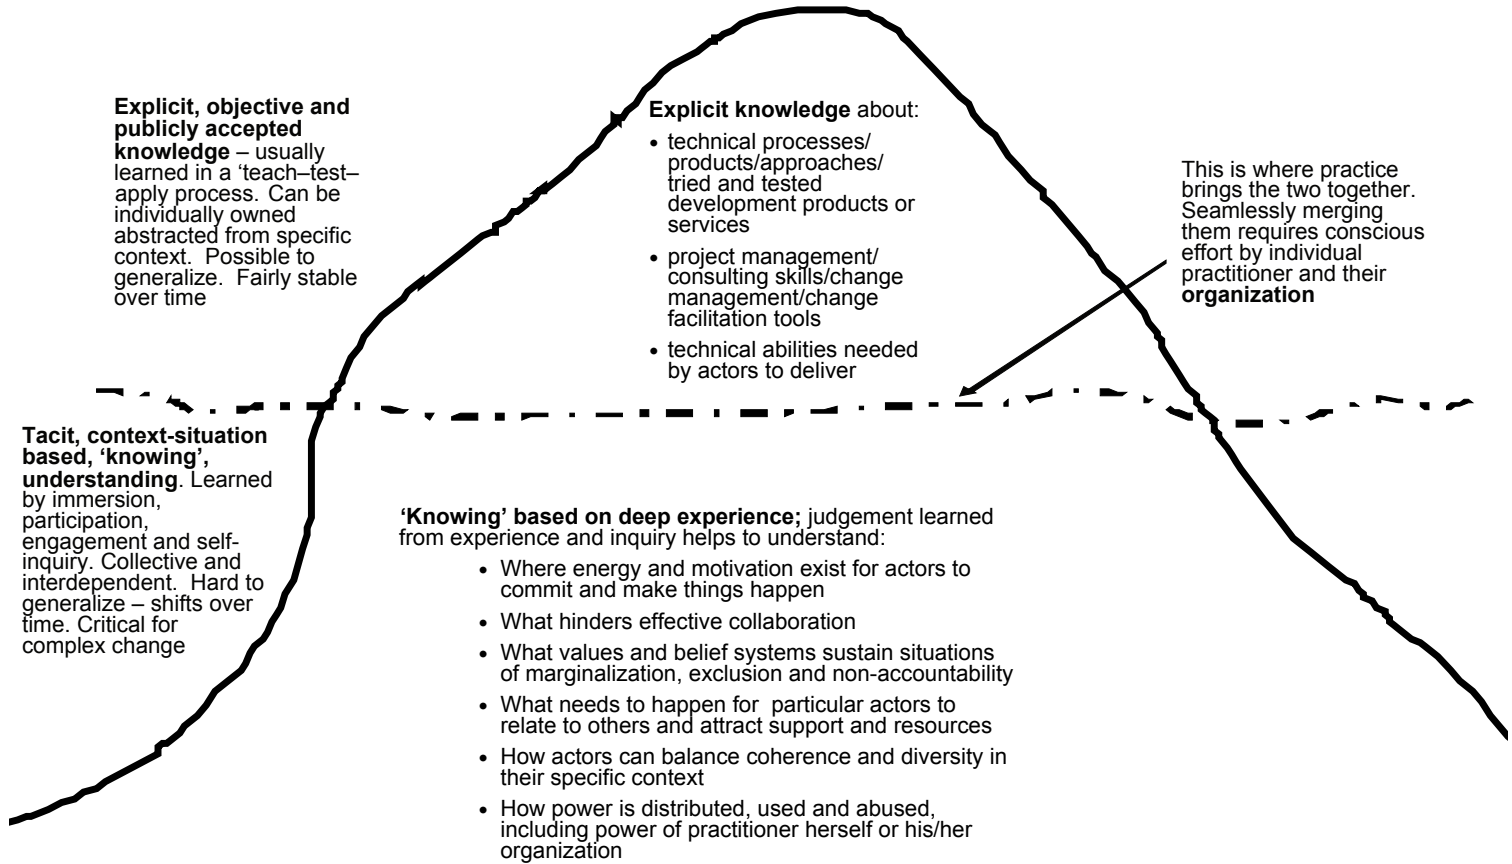 Explicit, objective and
publicly accepted
knowledge – usually
learned in a ‘teach–test–
apply process. Can be
individually owned
abstracted from specific
context.  Possible to
generalize.  Fairly stable
over time
Explicit knowledge about:
• technical processes/
products/approaches/
tried and tested
development products or
services
• project management/
consulting skills/change
management/change
facilitation tools
• technical abilities needed
by actors to deliver
This is where practice
brings the two together.
Seamlessly merging
them requires conscious
effort by individual
practitioner and their
organization
Tacit, context-situation
based, ‘knowing’,
understanding. Learned
by immersion,
participation,
engagement and self-
inquiry. Collective and
interdependent.  Hard to
generalize – shifts over
time. Critical for
complex change
‘Knowing’ based on deep experience; judgement learned
from experience and inquiry helps to understand:
• Where energy and motivation exist for actors to
commit and make things happen
• What hinders effective collaboration
• What values and belief systems sustain situations
of marginalization, exclusion and non-accountability
• What needs to happen for  particular actors to
relate to others and attract support and resources
• How actors can balance coherence and diversity in
their specific context
• How power is distributed, used and abused,
including power of practitioner herself or his/her
organization